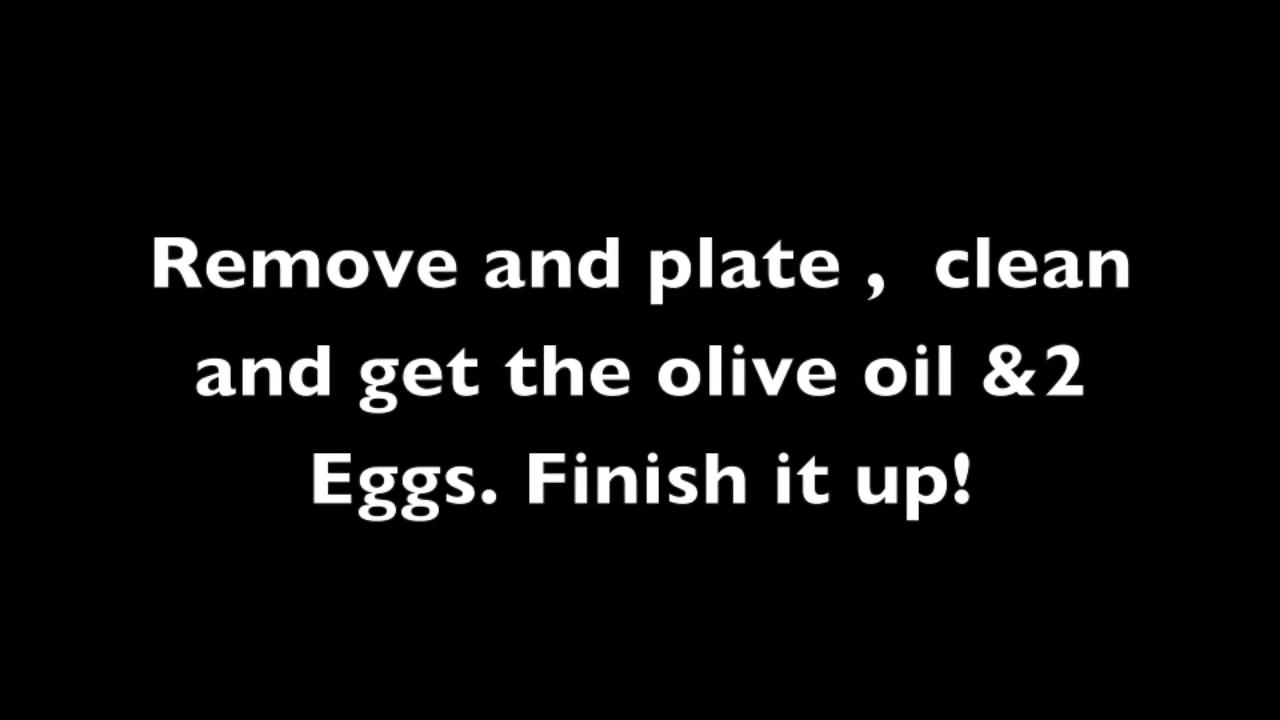 Remove and plate ,  clean
and get the olive oil &2
Eggs. Finish it up!